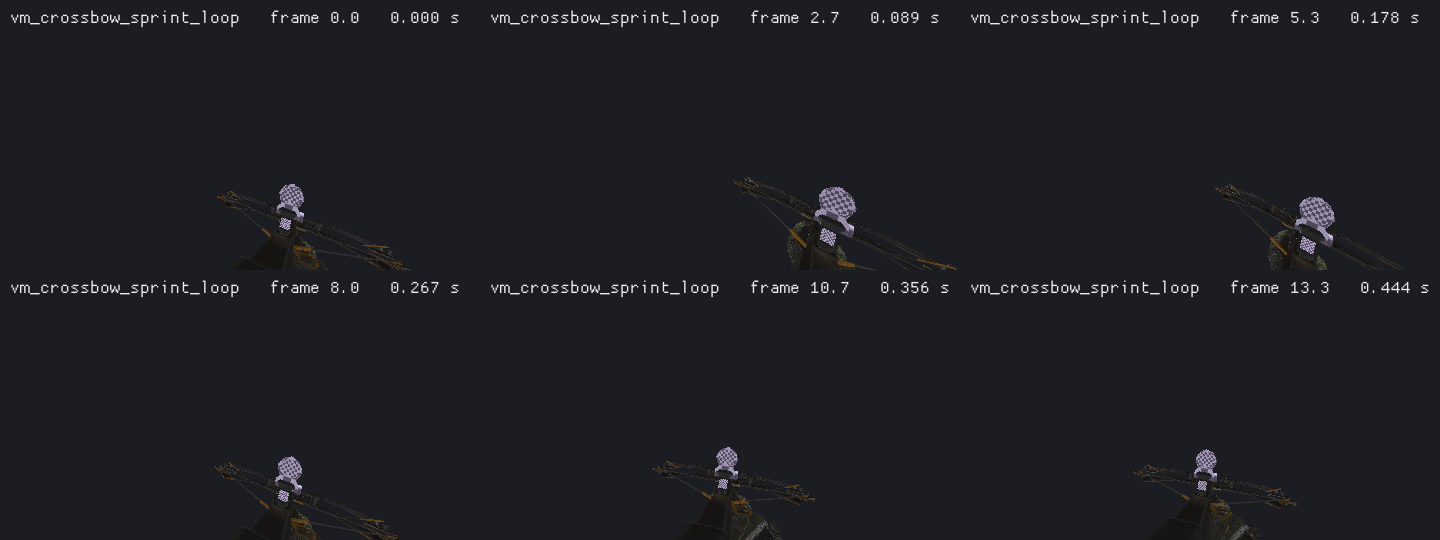 vm_crossbow_sprint_loop frame 0.0 0.000 s
vm_crossbow_sprint_loop frame 2.7 0.089 s
vm_crossbow_sprint_loop frame 5.3 0.178 s
vm_crossbow_sprint_loop frame 8.0 0.267 s
vm_crossbow_sprint_loop frame 10.7 0.356 s
vm_crossbow_sprint_loop frame 13.3 0.444 s